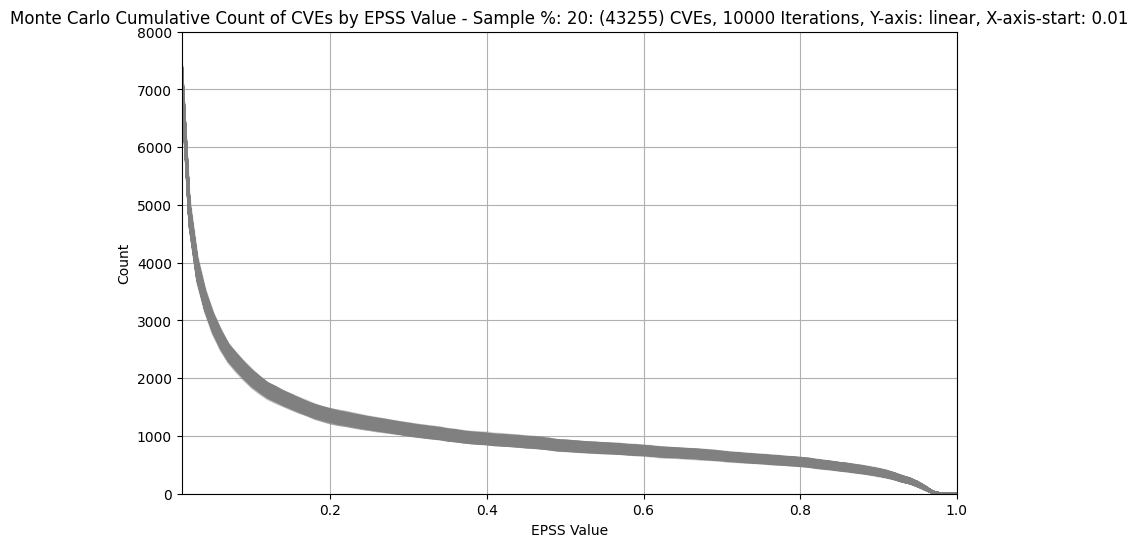 Monte Carlo Cumulative Count of CVEs by EPSS Value - Sample %: 20: (43255) CVEs, 10000 Iterations, Y-axis: linear, X-axis-start: 0.01
8000
7000
6000
5000
4000
3000
2000
1000
0
Count
0.2 0.4 0.6 0.8 1.0
EPSS Value